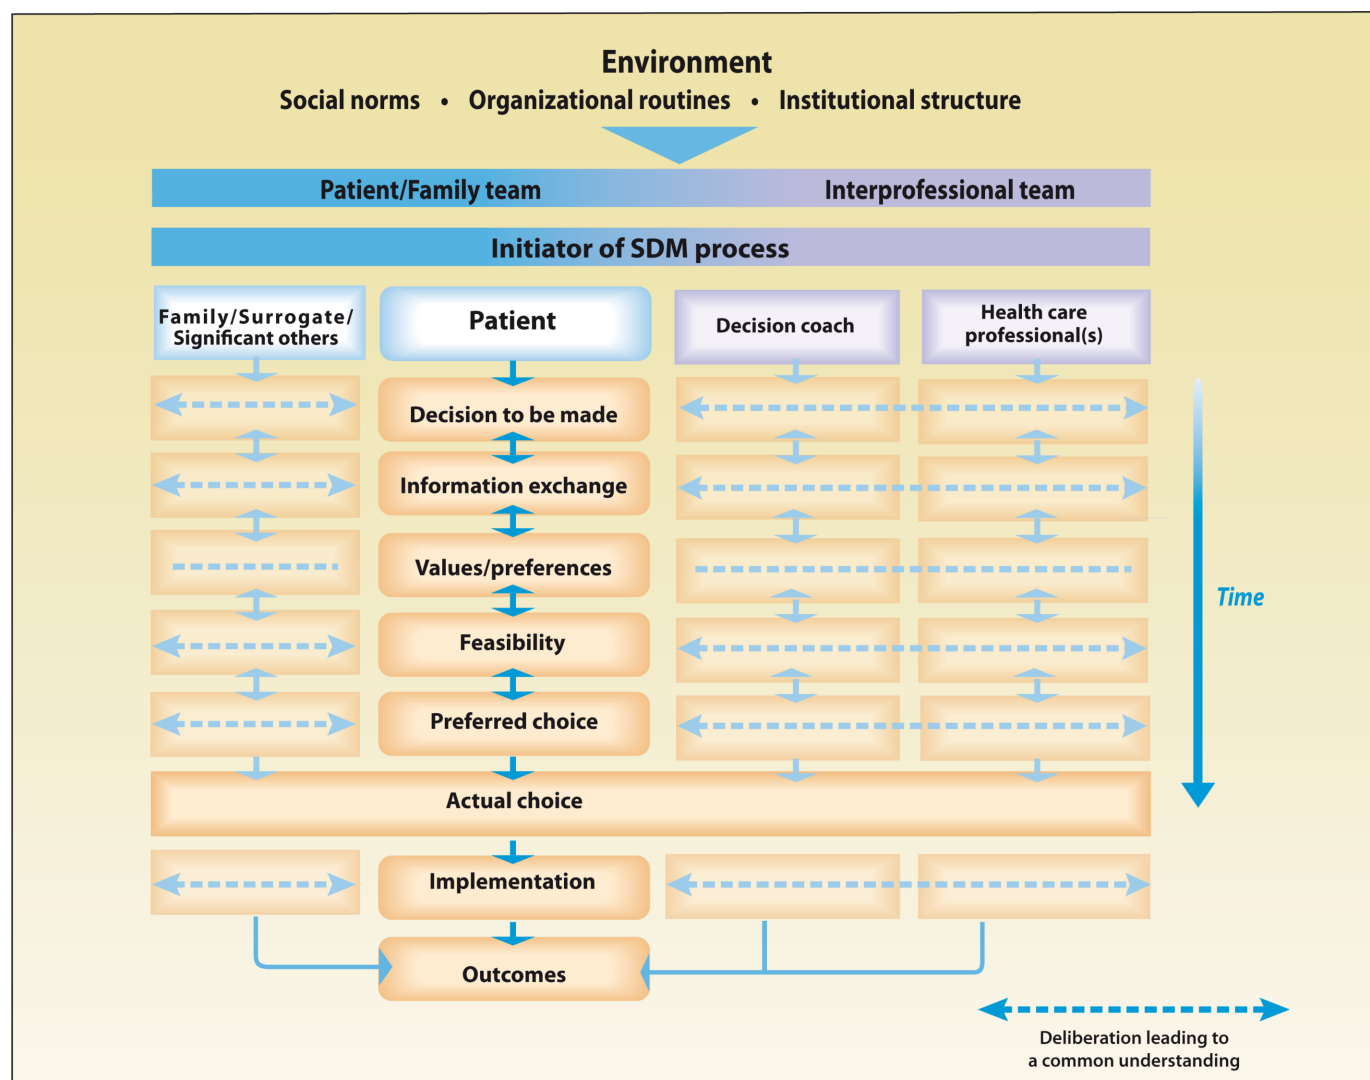 Environment
Social norms • Organizational routines • Institutional structure
Patient/Family team
Interprofessional team
Initiator of SDM process
Family/Surrogate/
Significant others
Patient
Decision coach
Health care
professional(s)
Decision to be made
Information exchange
Values/preferences
Feasibility
Preferred choice
Time
Actual choice
Implementation
Outcomes
Deliberation leading to
a common understanding